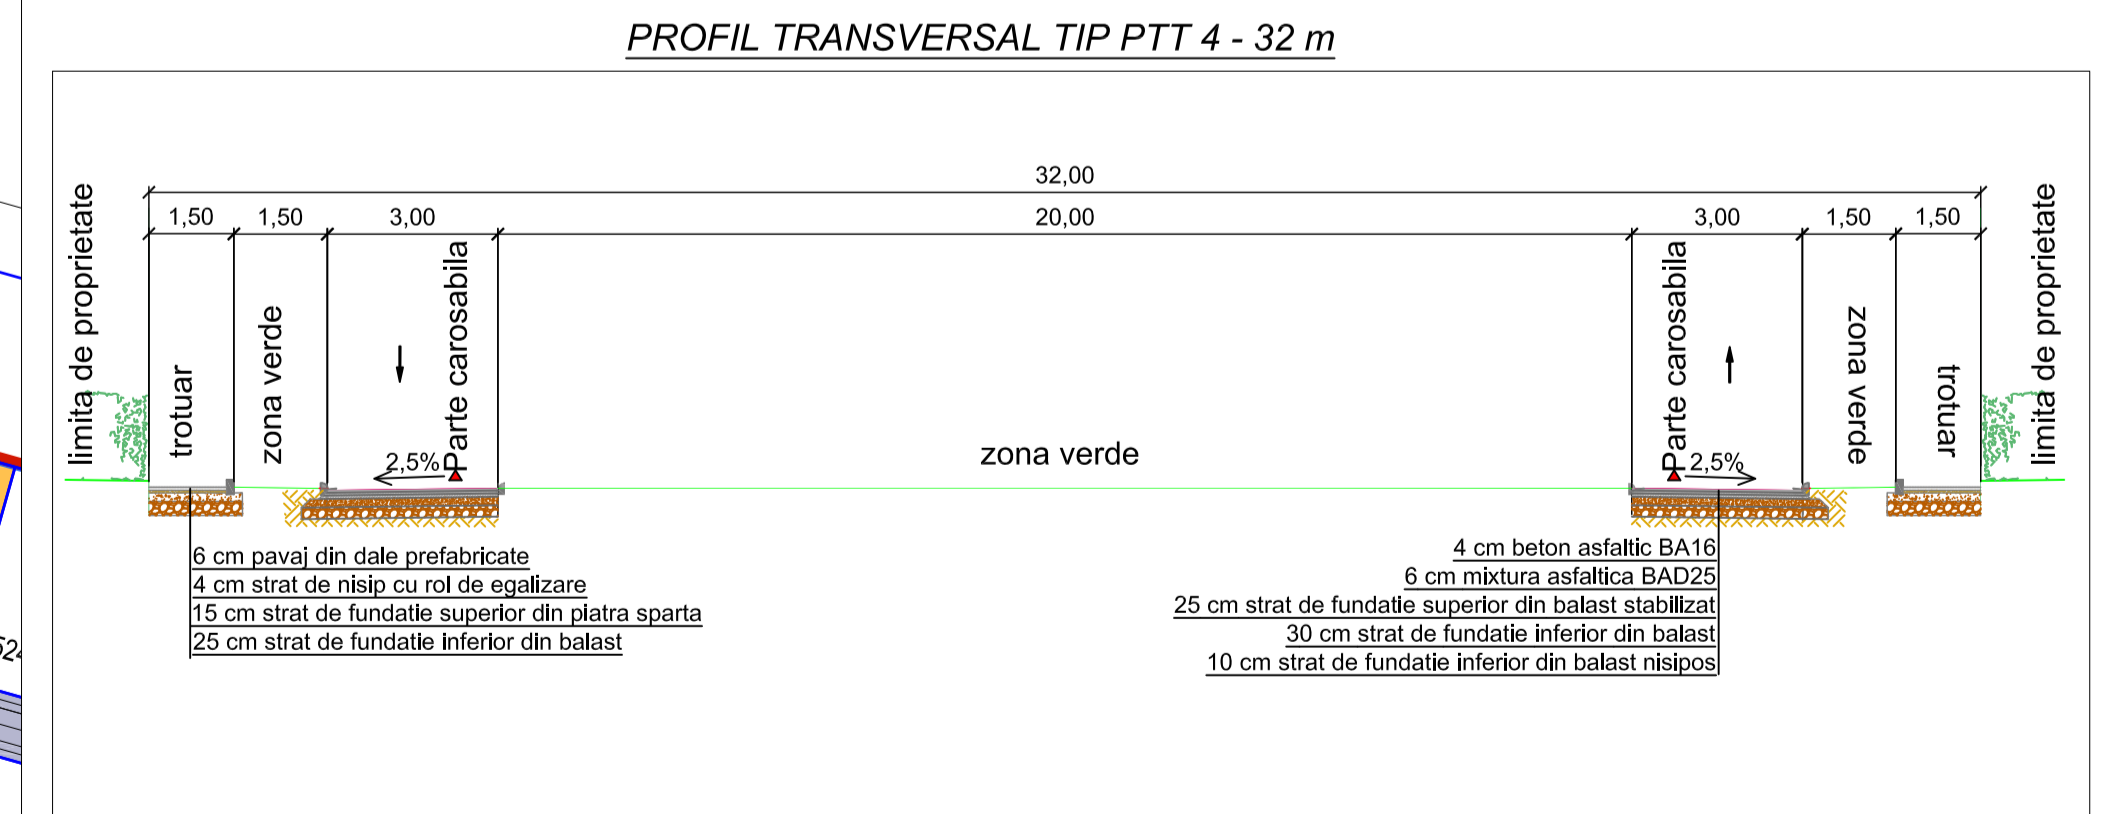 PROFIL TRANSVERSAL TIP PTT 4 - 32 m
32,00
1,50
1,50
3,00
20,00
3,00
1,50
1,50
limita de proprietate
trotuar
zona verde
Parte carosabila
2,5%
zona verde
Parte carosabila
2,5%
zona verde
trotuar
limita de proprietate
6 cm pavaj din dale prefabricate
4 cm strat de nisip cu rol de egalizare
15 cm strat de fundatie superior din piatra sparta
25 cm strat de fundatie inferior din balast
4 cm beton asfaltic BA16
6 cm mixtura asfaltica BAD25
25 cm strat de fundatie superior din balast stabilizat
30 cm strat de fundatie inferior din balast
10 cm strat de fundatie inferior din balast nisipos